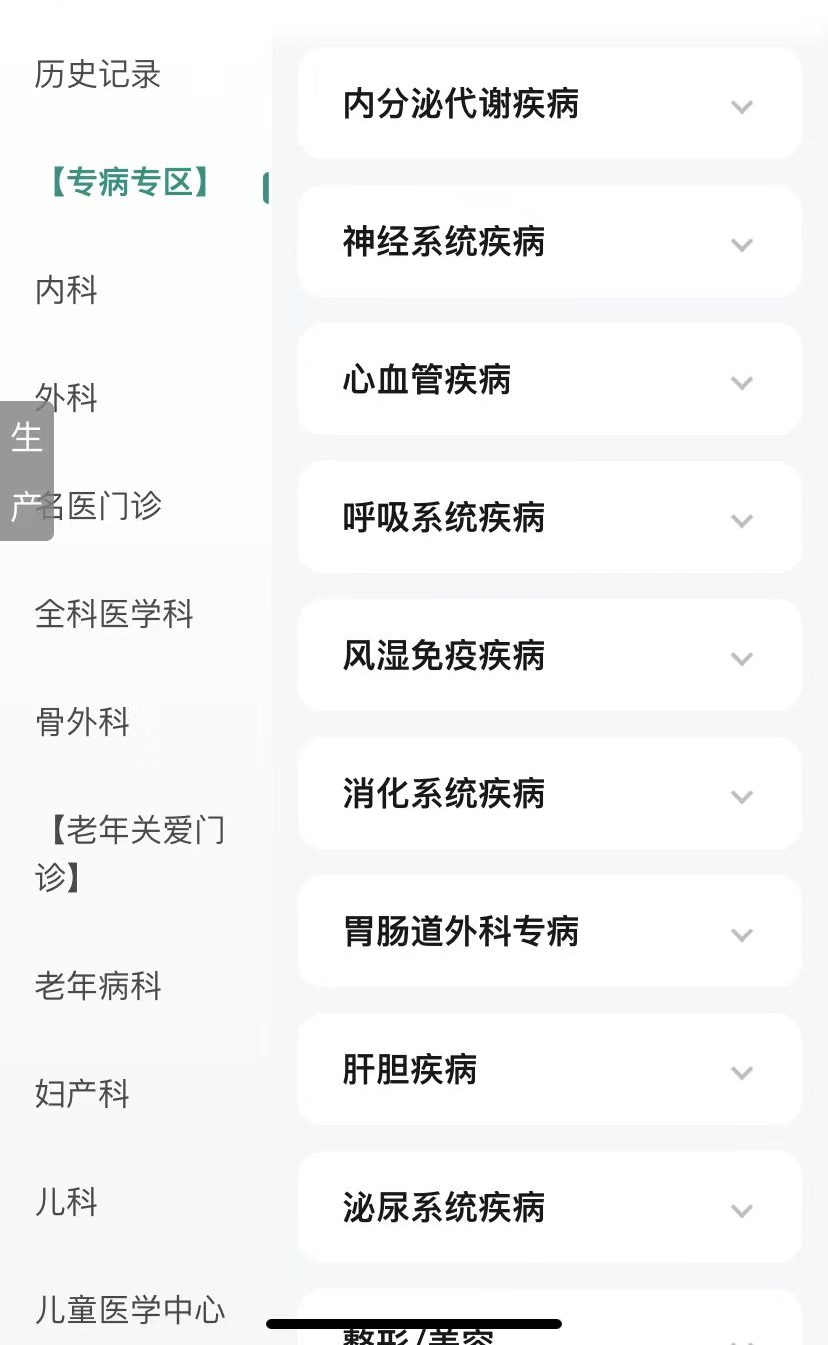 历史记录
【专病专区】
内科
外科
生
产
名医门诊
全科医学科
骨外科
【老年关爱门
诊】
老年病科
妇产科
儿科
儿童医学中心
内分泌代谢疾病
神经系统疾病
心血管疾病
呼吸系统疾病
风湿免疫疾病
消化系统疾病
胃肠道外科专病
肝胆疾病
泌尿系统疾病
整形/美容